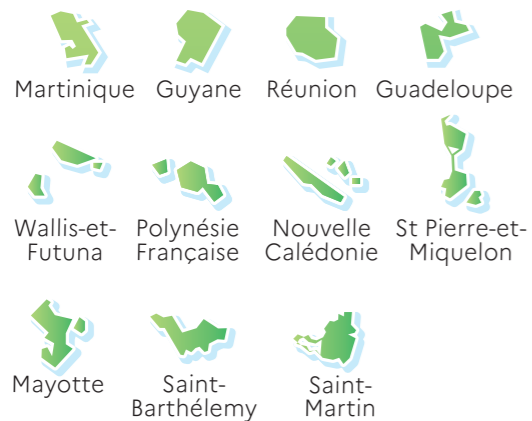 Martinique
Guyane
Réunion
Guadeloupe
Wallis-et-
Futuna
Polynésie
Française
Nouvelle
Calédonie
St Pierre-et-
Miquelon
Mayotte
Saint-
Barthélemy
Saint-
Martin